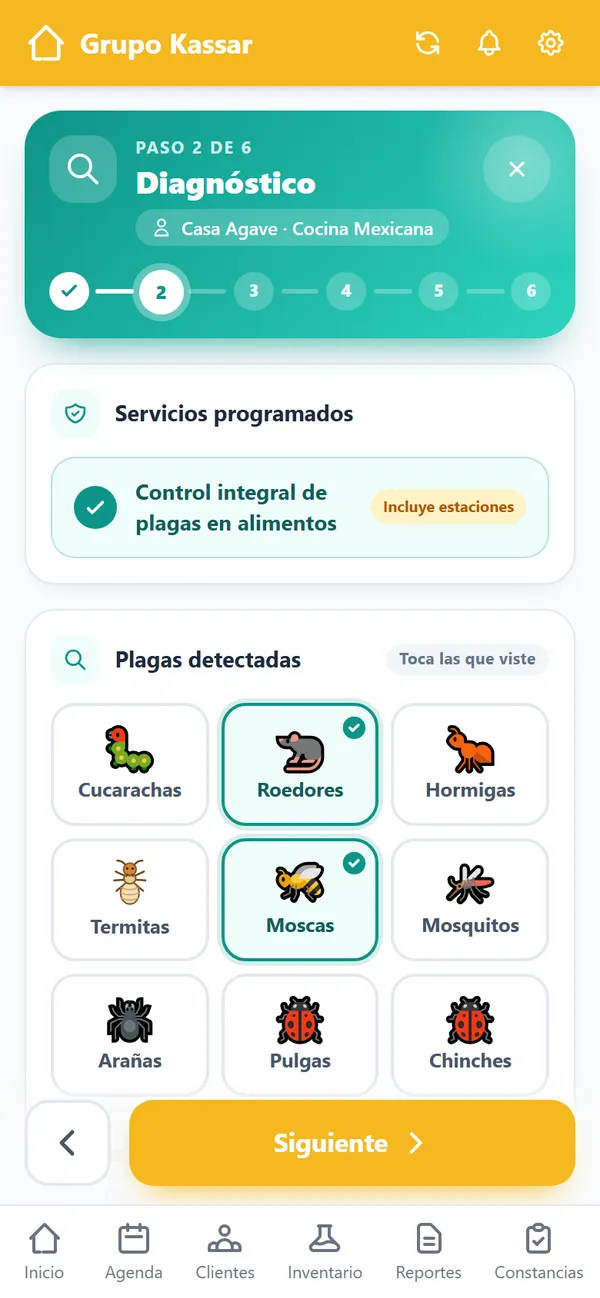 Grupo Kassar
PASO 2 DE 6
Diagnóstico
Casa Agave · Cocina Mexicana
2 3 4 5 6
Servicios programados
Control integral de
plagas en alimentos
Incluye estaciones
Plagas detectadas
Toca las que viste
Cucarachas
Roedores
Hormigas
Termitas
Moscas
Mosquitos
Arañas
Pulgas
Chinches
Siguiente
Inicio
Agenda
Clientes
Inventario
Reportes
Constancias